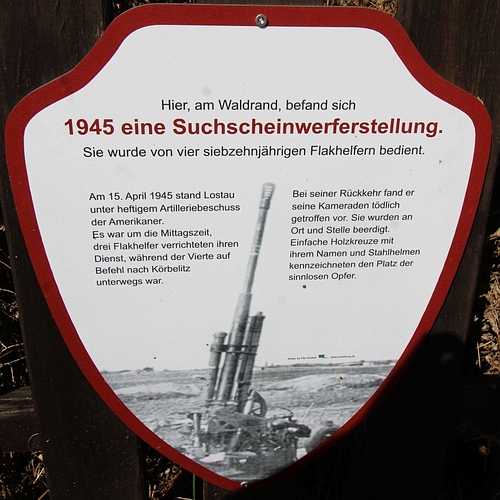 Hier, am Waldrand, befand sich
1945 eine Suchscheinwerferstellung.
Sie wurde von vier siebzehnjährigen Flakhelfern bedient.
Am 15. April 1945 stand Lostau
unter heftigem Artilleriebeschuss
der Amerikaner.
Es war um die Mittagszeit,
drei Flakhelfer verrichteten ihren
Dienst, während der Vierte auf
Befehl nach Körbelitz
unterwegs war.
Bei seiner Rückkehr fand er
seine Kameraden tödlich
getroffen vor. Sie wurden an
Ort und Stelle beerdigt.
Einfache Holzkreuze mit
ihrem Namen und Stahlhelmen
kennzeichneten den Platz der
sinnlosen Opfer.